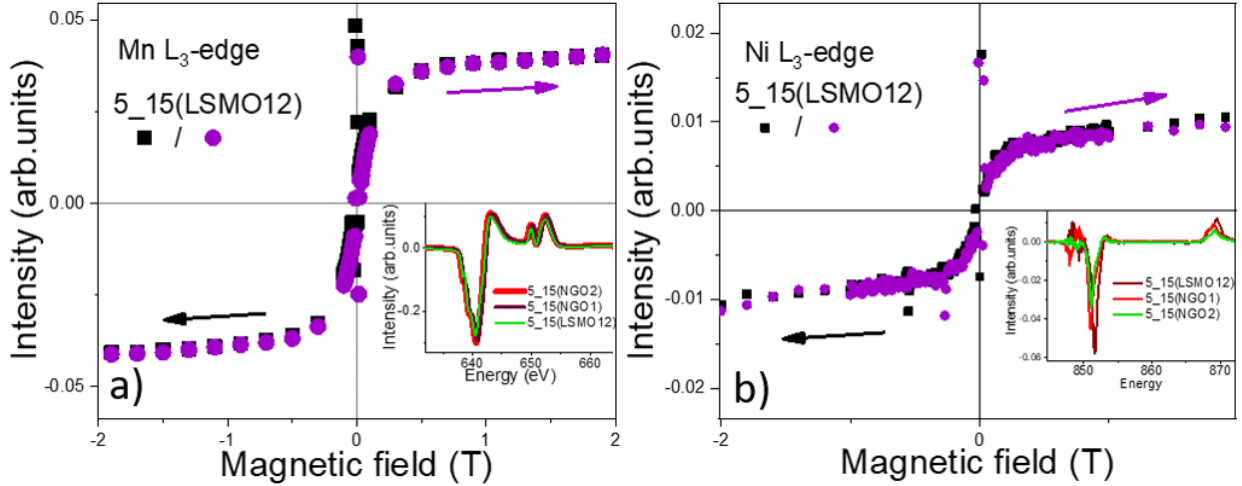 Mn L3-edge
5_15(LSMO12)
/
0.05
0.00
-0.05
Intensity (arb.units)
-2
-1
0
1
2
Magnetic field (T)
a)
0.0
-0.2
Intensity (arb.units)
5_15(NGO2)
5_15(NGO1)
5_15(LSMO12)
640
650
660
Energy (eV)
Ni L3-edge
5_15(LSMO12)
/
0.02
0.01
0.00
-0.01
-0.02
Intensity (arb.units)
-2
0
2
Magnetic field (T)
b)
0.00
-0.02
-0.04
-0.06
Intensity (arb.units)
5_15(LSMO12)
5_15(NGO1)
5_15(NGO2)
850
860
870
Energy